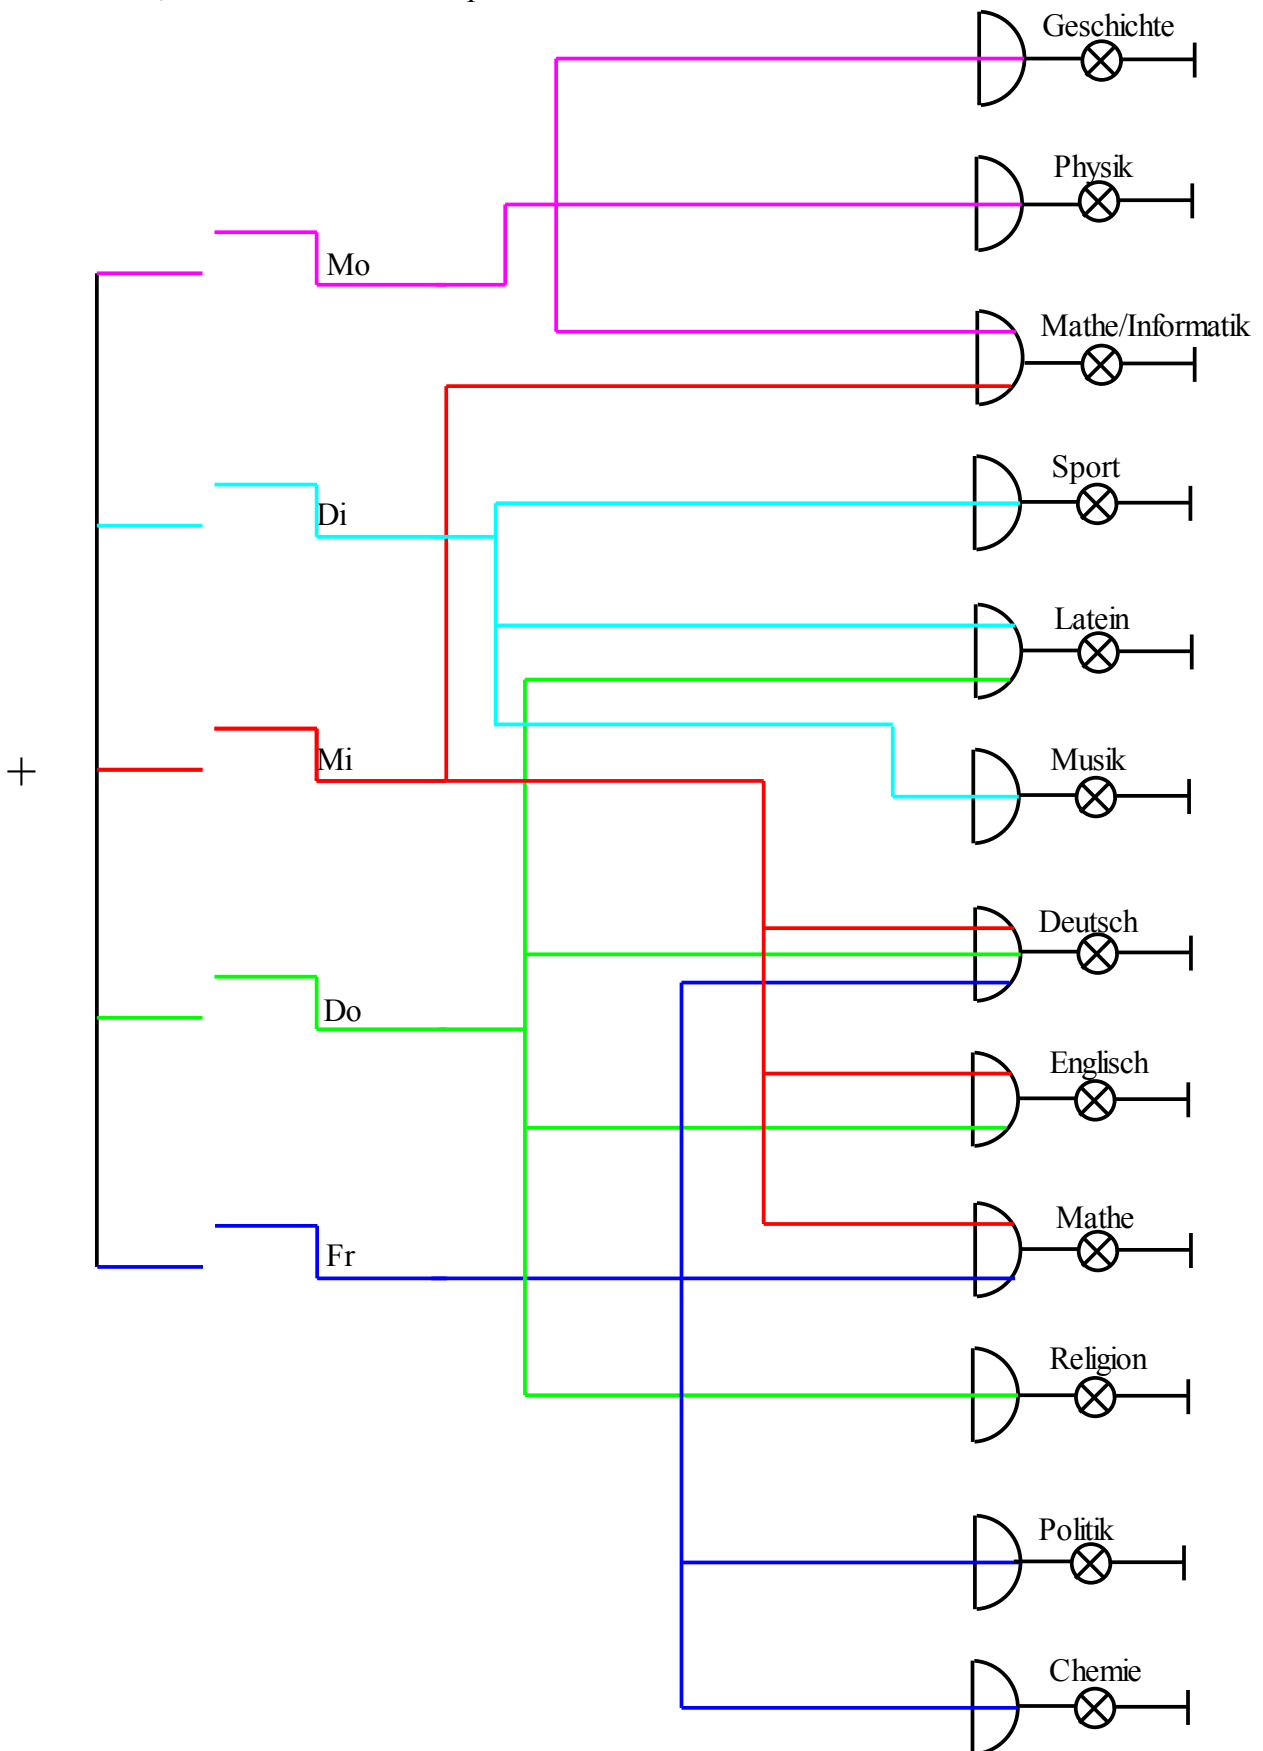 Geschichte
Physik
Mo
Mathe/Informatik
Sport
Di
Latein
Mi
Musik
+
Deutsch
Do
Englisch
Mathe
Fr
Religion
Politik
Chemie